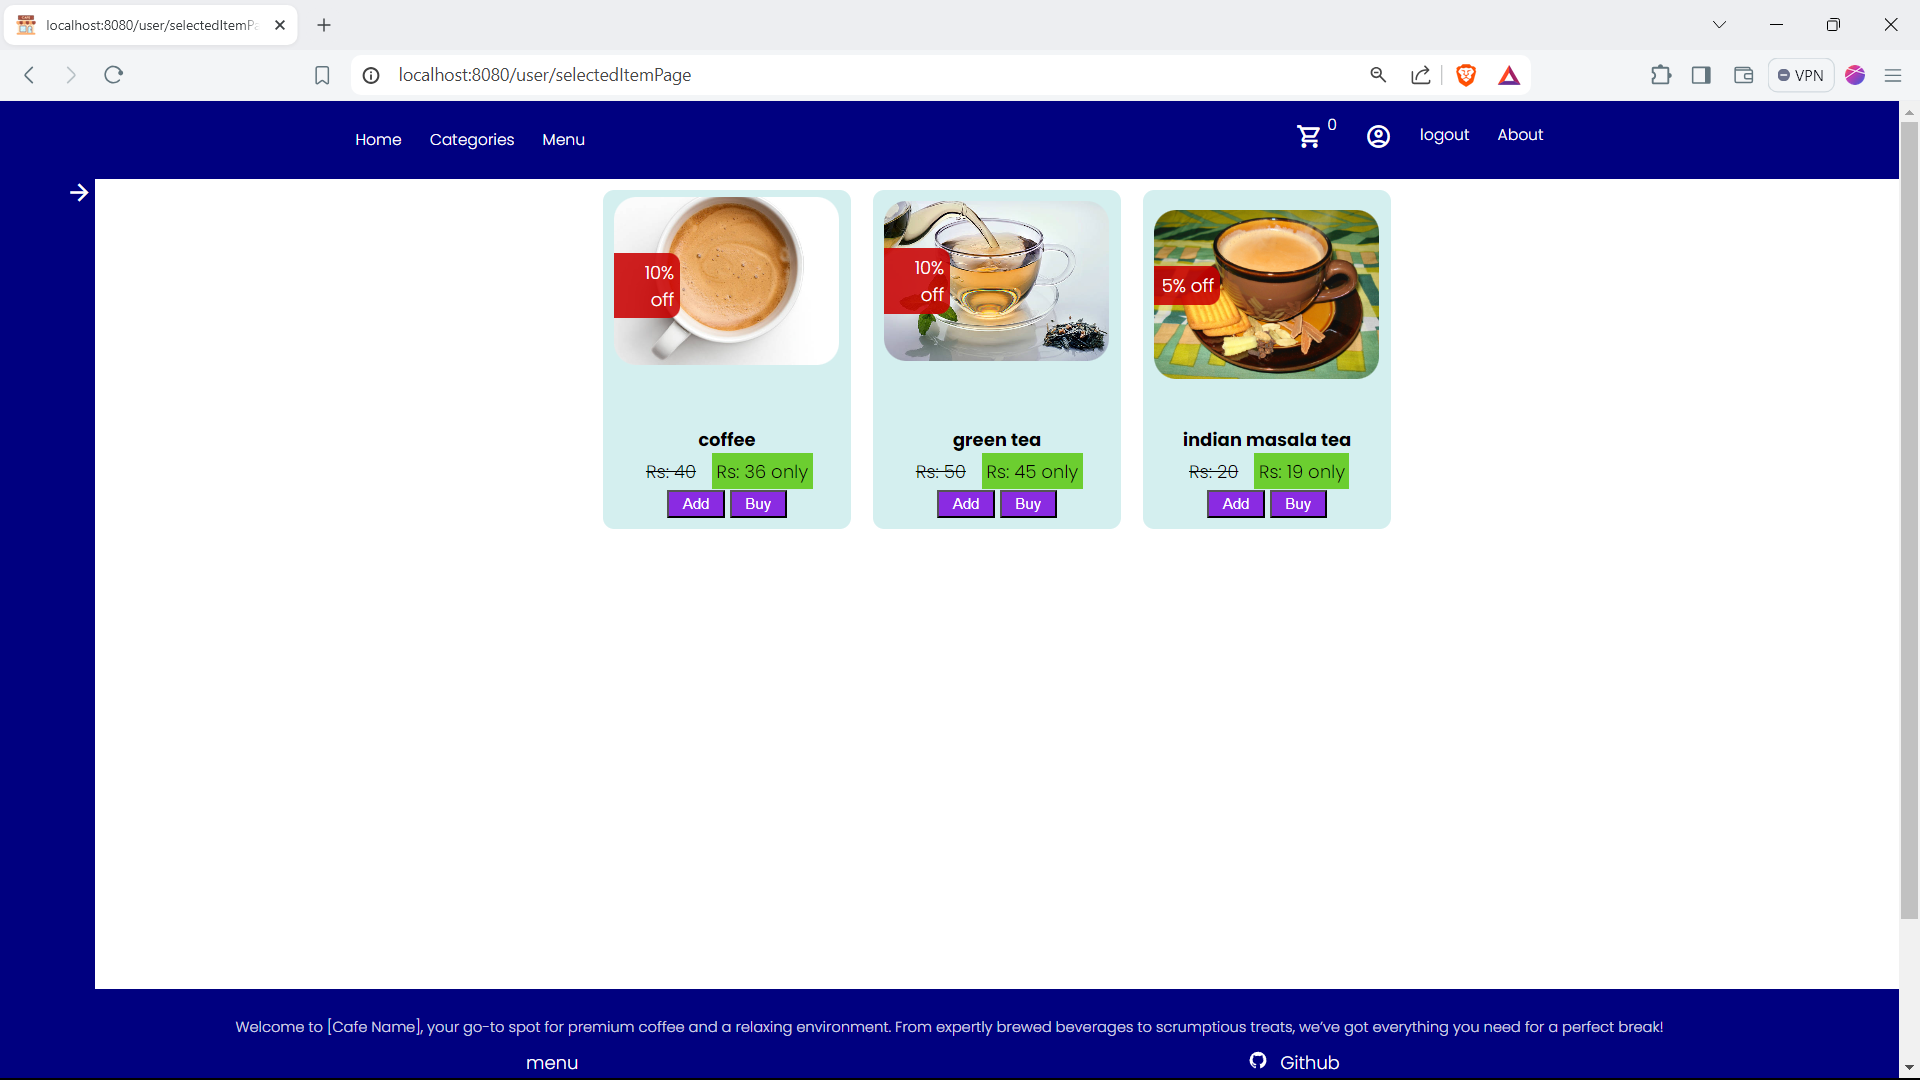 localhost:8080/user/selectedItemPa
localhost:8080/user/selectedItemPage
VPN
Home Categories Menu 0 logout About
10%
off
10%
off
5% off
coffee
Rs: 40 Rs: 36 only
Add Buy
green tea
Rs: 50 Rs: 45 only
Add Buy
indian masala tea
Rs: 20 Rs: 19 only
Add Buy
Welcome to [Cafe Name], your go-to spot for premium coffee and a relaxing environment. From expertly brewed beverages to scrumptious treats, we've got everything you need for a perfect break!
menu Github